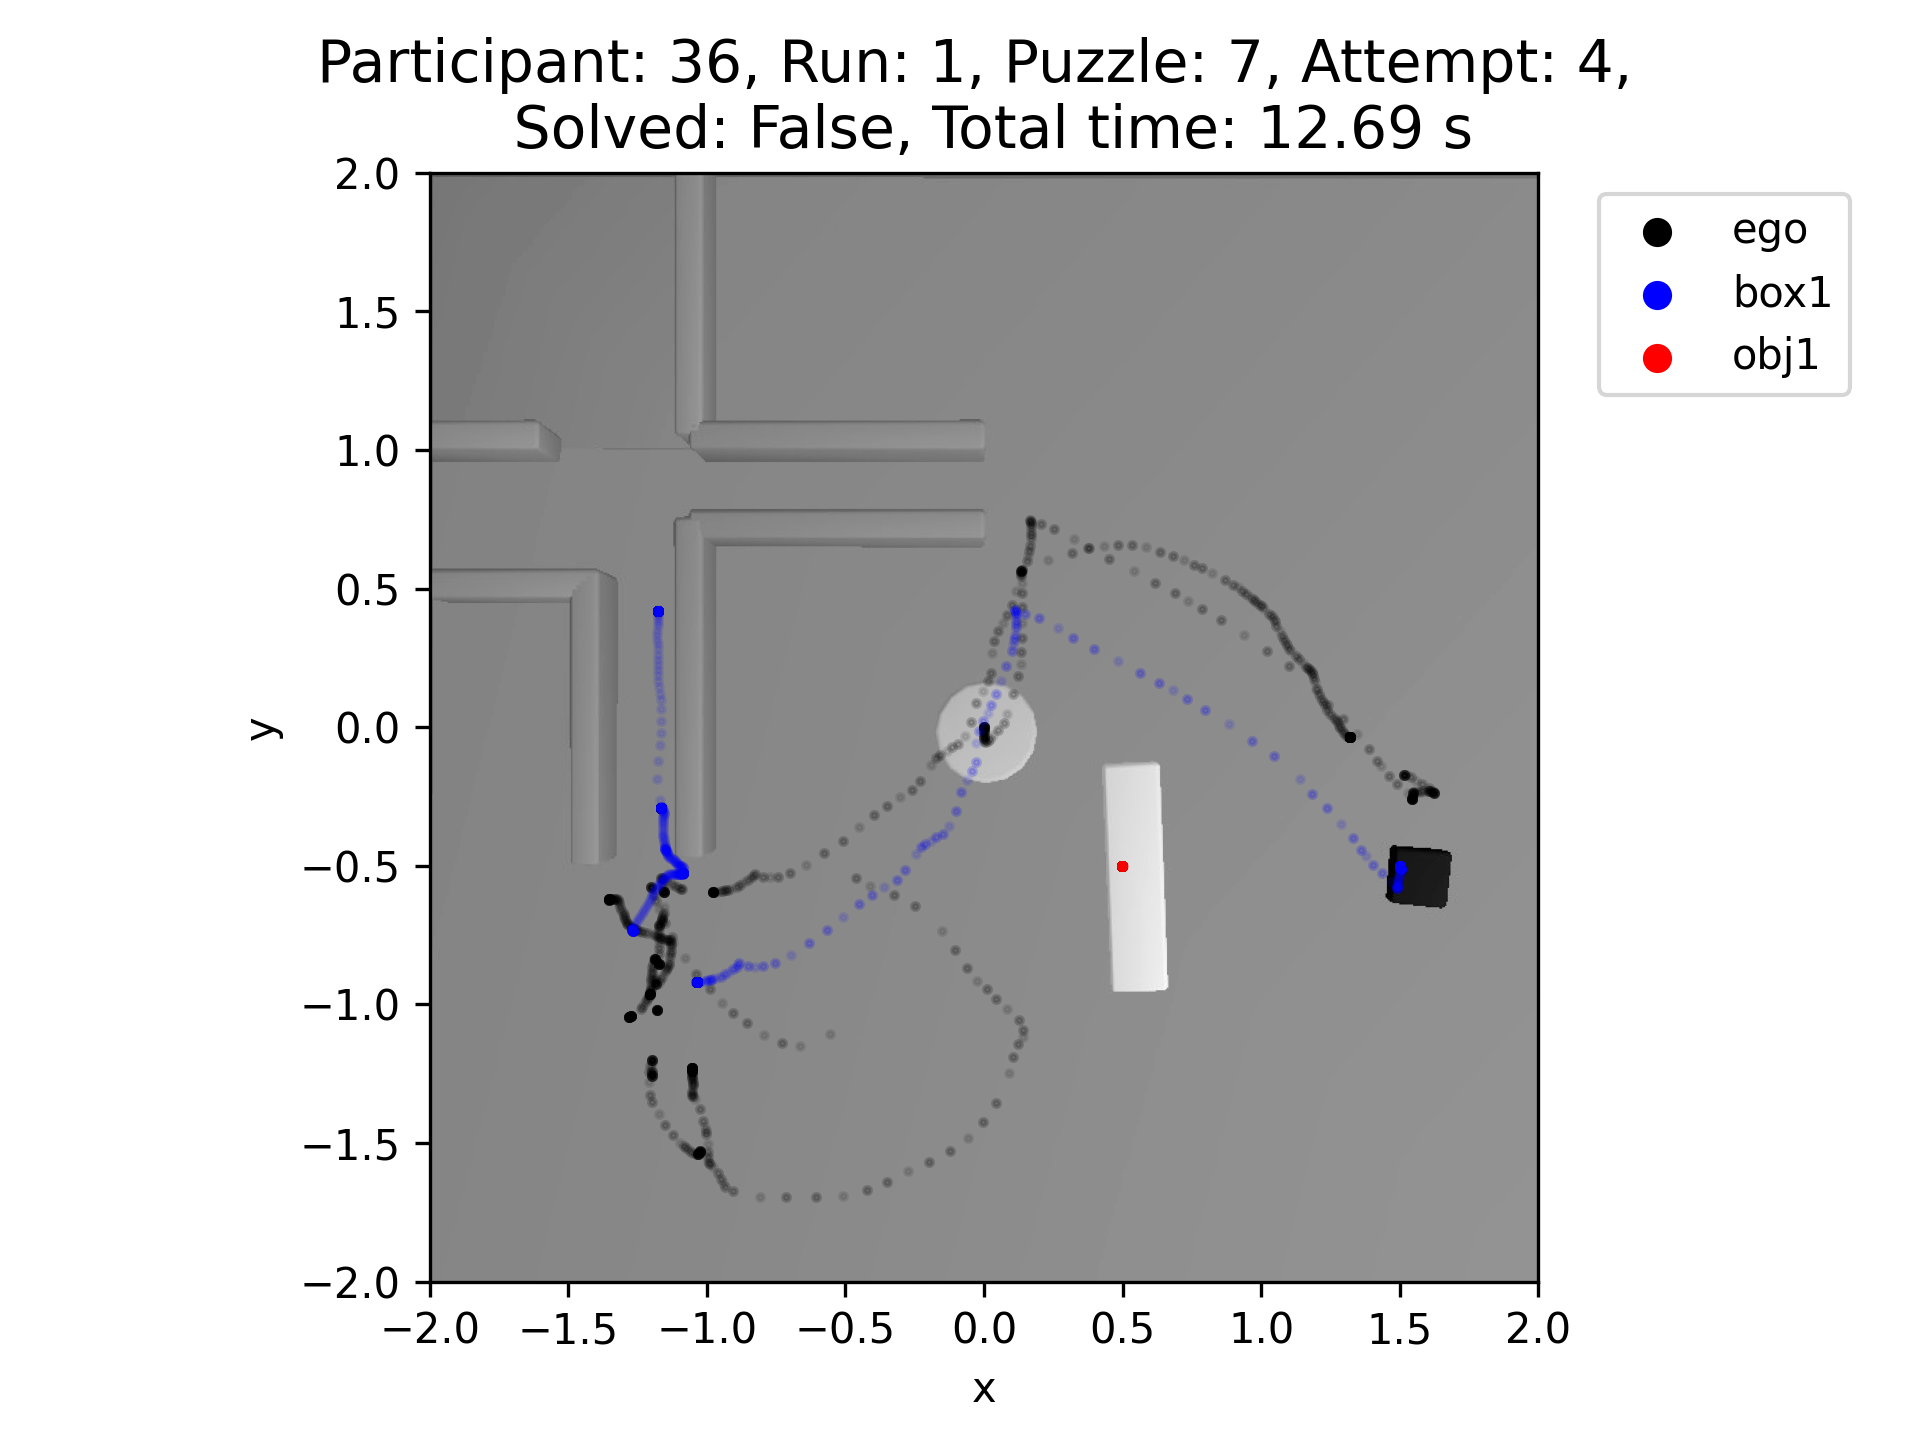 Participant: 36, Run: 1, Puzzle: 7, Attempt: 4,
Solved: False, Total time: 12.69 s
2.0
1.5
1.0
0.5
0.0
−0.5
−1.0
−1.5
−2.0
y
−2.0 −1.5 −1.0 −0.5 0.0 0.5 1.0 1.5 2.0
x
ego
box1
obj1